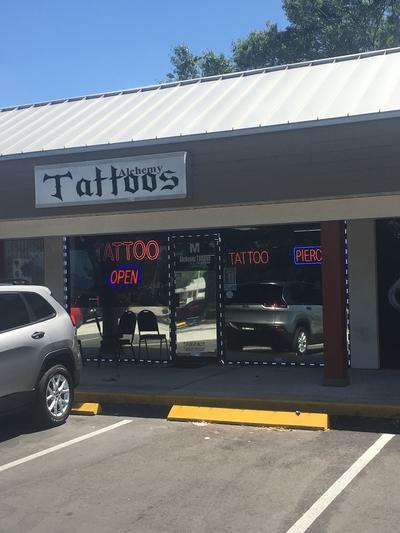 Alchemy
Tattoos
TATTOO
OPEN
M
TATTOO
PIERC